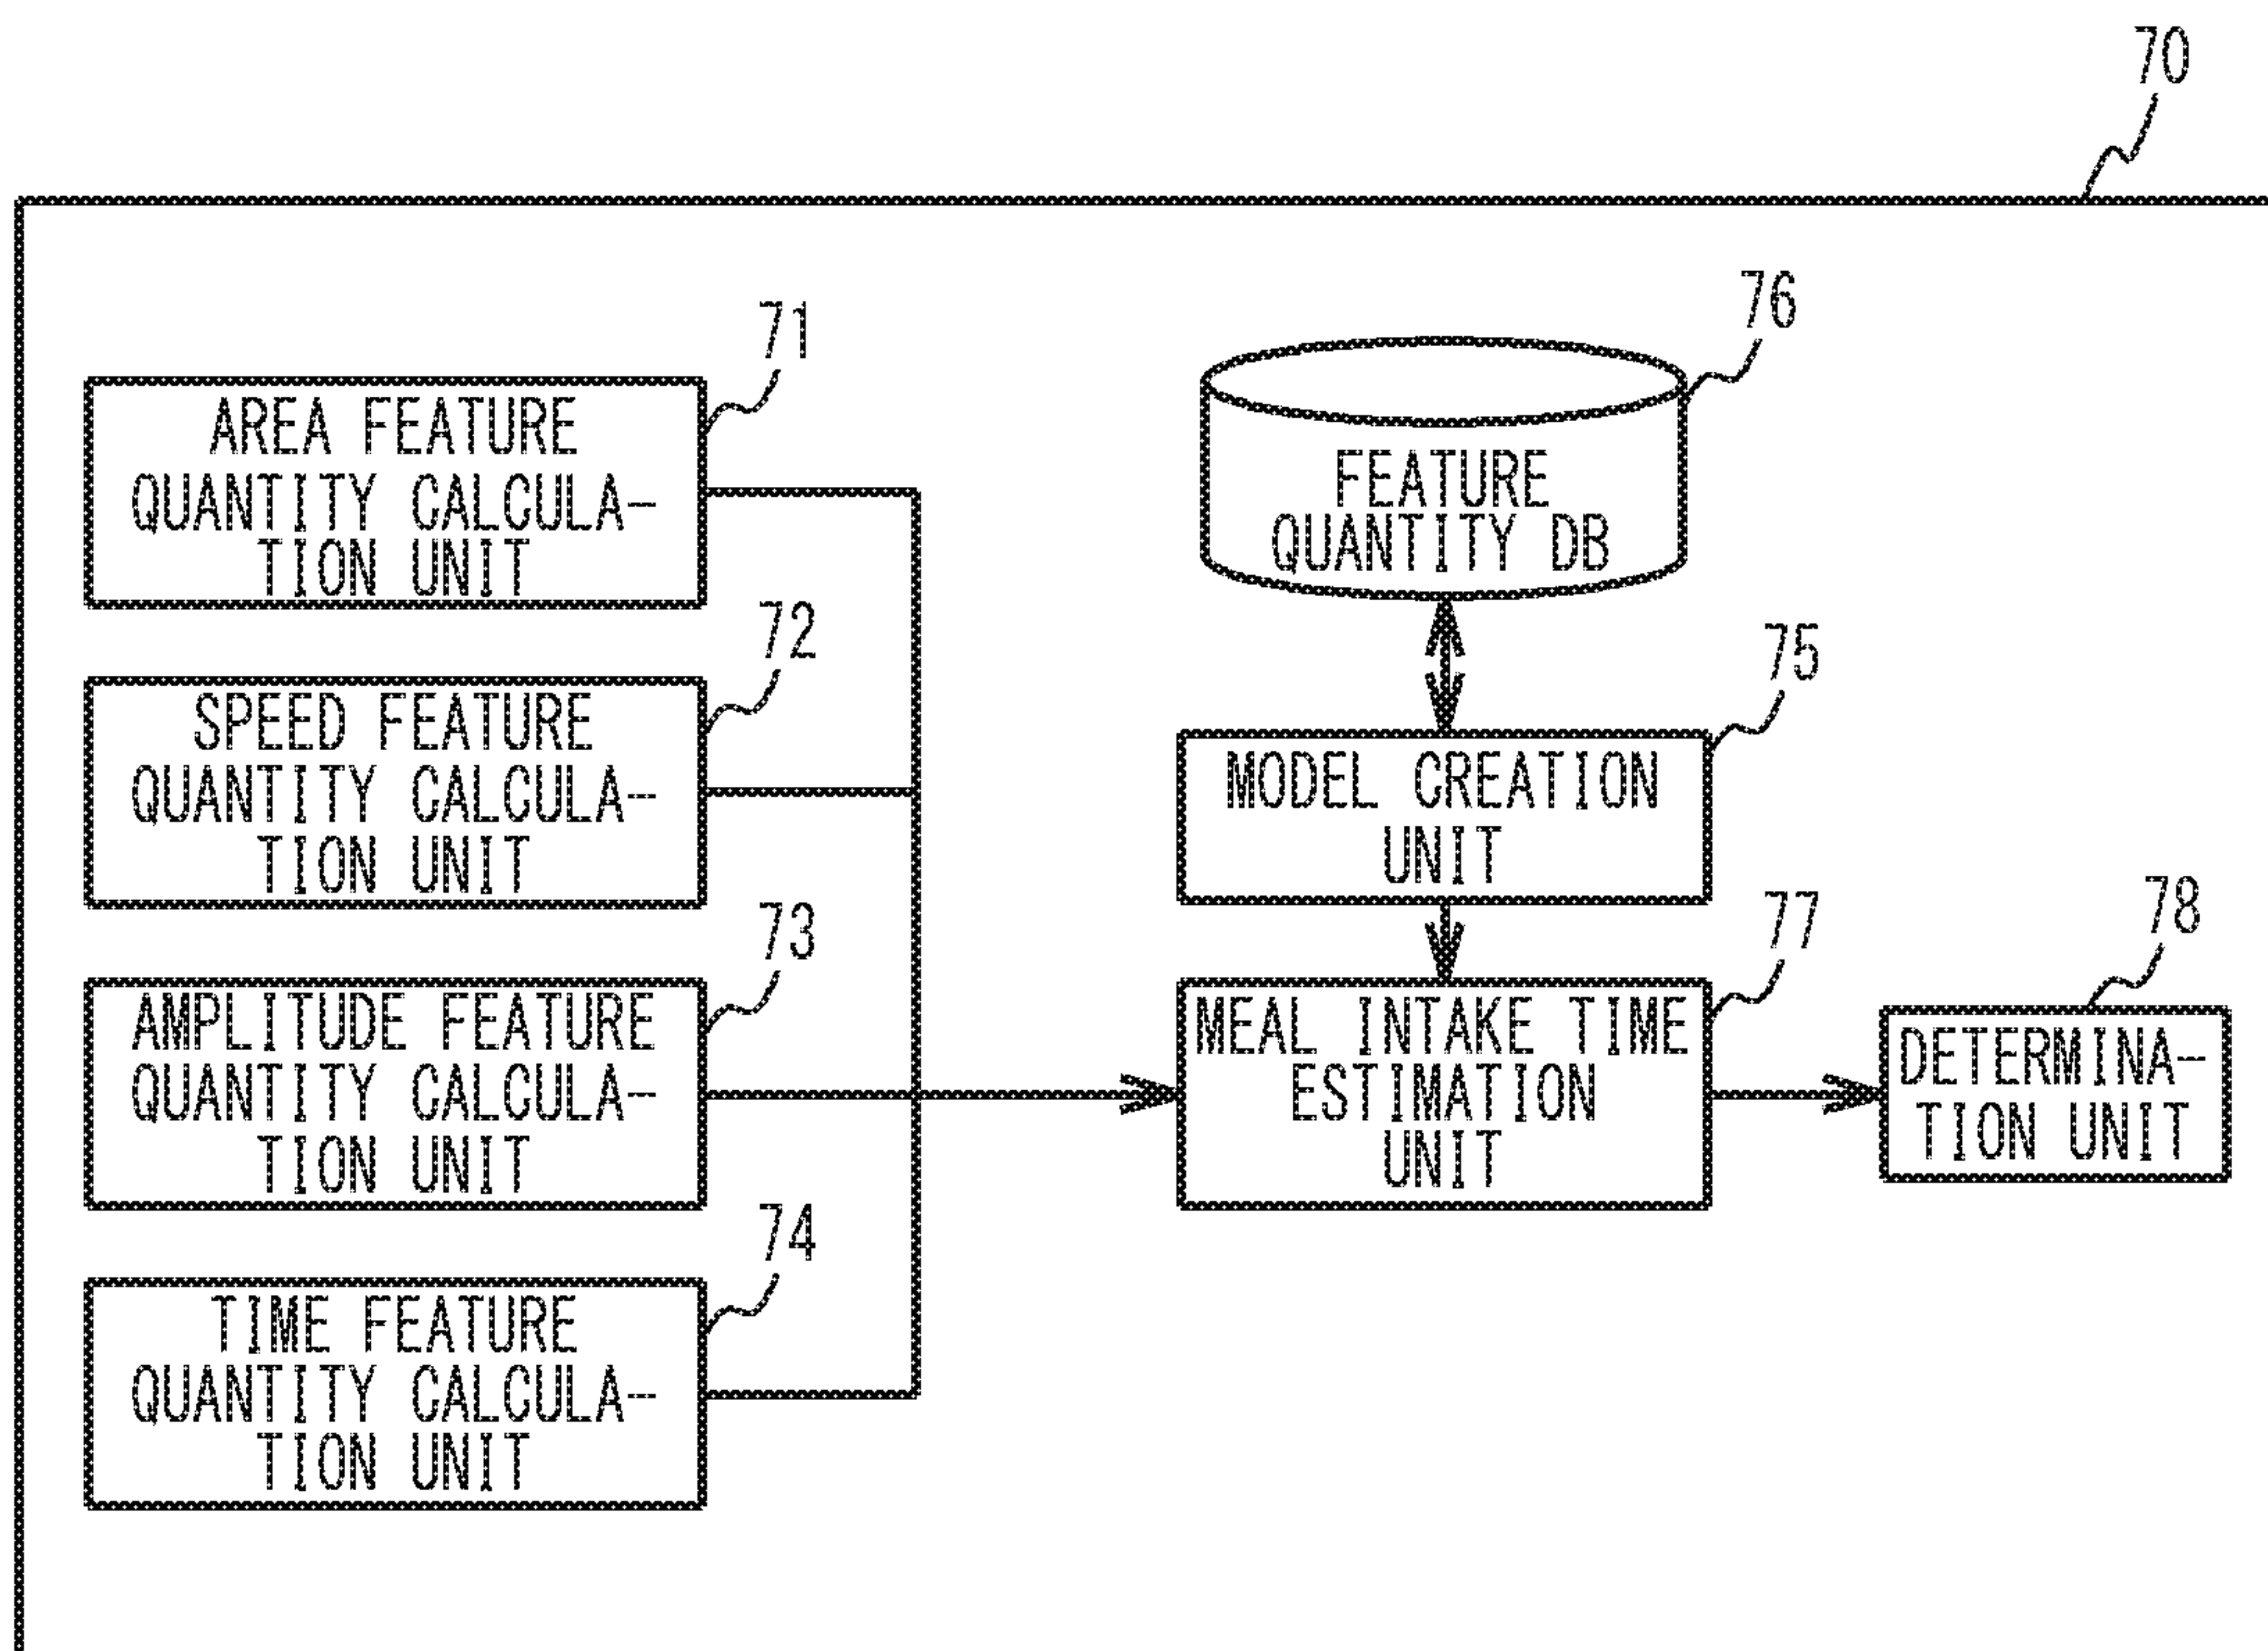 70
71
AREA FEATURE
QUANTITY CALCULA-
TION UNIT
72
SPEED FEATURE
QUANTITY CALCULA-
TION UNIT
73
AMPLITUDE FEATURE
QUANTITY CALCULA-
TION UNIT
74
TIME FEATURE
QUANTITY CALCULA-
TION UNIT
76
FEATURE
QUANTITY DB
75
MODEL CREATION
UNIT
77
MEAL INTAKE TIME
ESTIMATION
UNIT
78
DETERMINA-
TION UNIT